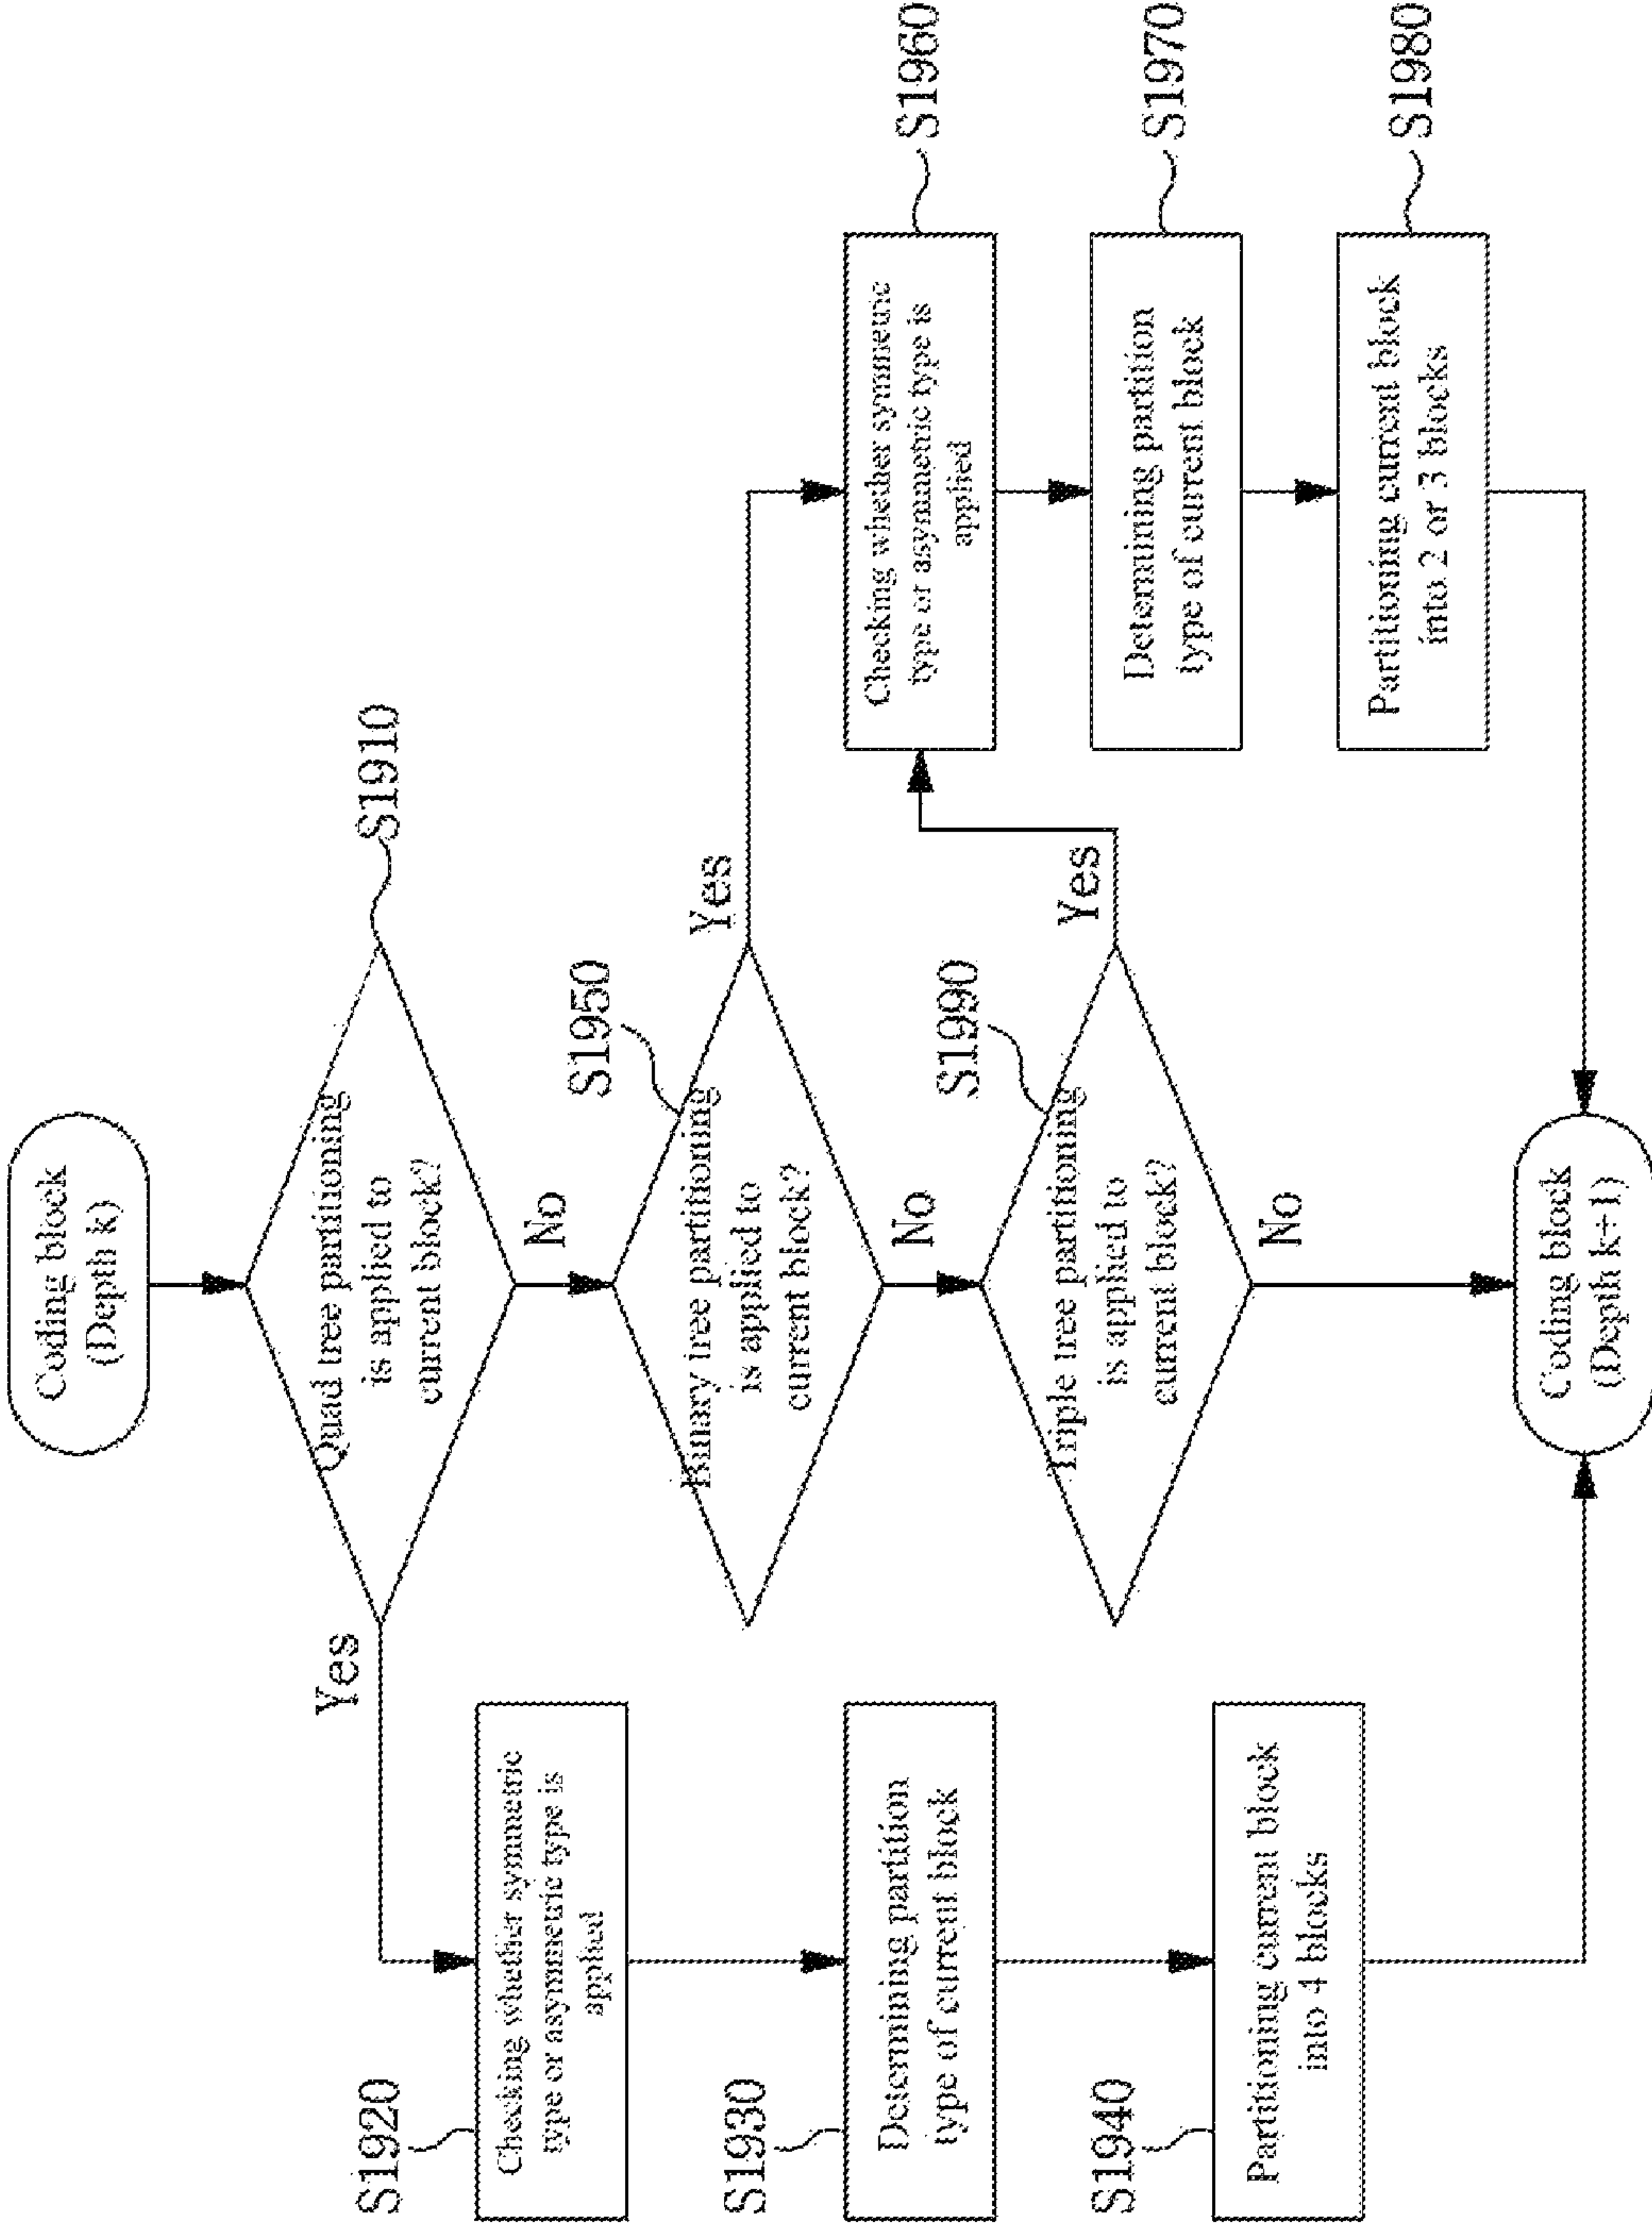 Coding block
(Depth k)
Quad tree partitioning
is applied to
current block?
S1910
Yes
No
S1920
Checking whether symmetric
type or asymmetric type is
applied
S1930
Determining partition
type of current block
S1940
Partitioning current block
into 4 blocks
S1950
Binary tree partitioning
is applied to
current block?
Yes
No
S1990
Triple tree partitioning
is applied to
current block?
Yes
No
Checking whether symmetric
type or asymmetric type is
applied
S1960
Determining partition
type of current block
S1970
Partitioning current block
into 2 or 3 blocks
S1980
Coding block
(Depth k+1)